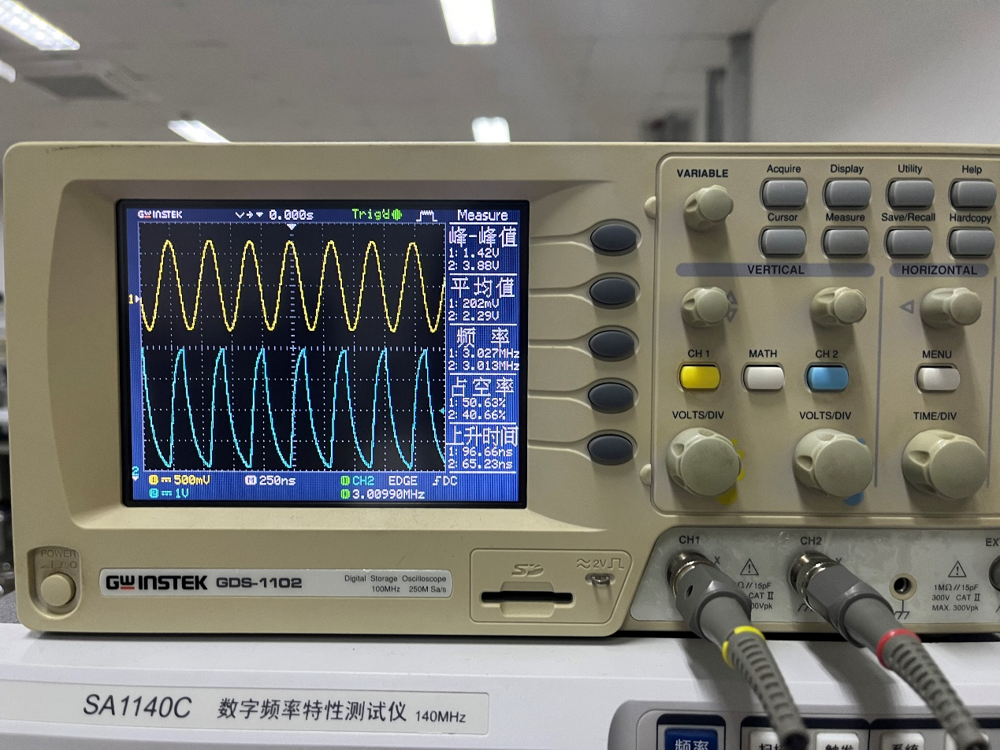 GW INSTEK 0.000s Trig'd Measure
峰-峰值
1: 1.42V
2: 3.88V
平均值
1: 202mV
2: 2.29V
频 率
1: 3.027MHz
2: 3.013MHz
占空率
1: 50.63%
2: 40.66%
上升时间
1: 96.66ns
2: 65.23ns
1
2
1 500mV M 250ns CH2 EDGE DC
2 1V 3.00990MHz
VARIABLE
Acquire Display Utility Help
Cursor Measure Save/Recall Hardcopy
VERTICAL HORIZONTAL
CH 1 MATH CH 2 MENU
VOLTS/DIV VOLTS/DIV TIME/DIV
POWER
GW INSTEK GDS-1102
Digital Storage Oscilloscope
100MHz 250M Sa/s
SD
2V
CH1 CH2
X
Y
Ω//15pF
CAT II
00Vpk
1MΩ//15pF
300V CAT II
MAX. 300Vpk
SA1140C 数字频率特性测试仪 140MHz
频率
触发